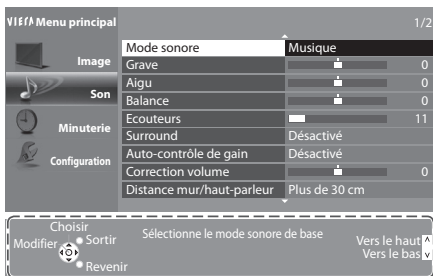 VIErA Menu principal 1/2
Image
Son
Minuterie
Configuration
Mode sonore Musique
Grave 0
Aigu 0
Balance 0
Ecouteurs 11
Surround Désactivé
Auto-contrôle de gain Désactivé
Correction volume 0
Distance mur/haut-parleur Plus de 30 cm
Choisir
Modifier Sortir
Revenir
Sélectionne le mode sonore de base
Vers le haut
Vers le bas